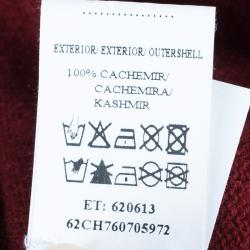 EXTERIOR/ EXTERIOR/ OUTERSHELL
100% CACHEMIR/
CACHEMIRA/
KASHMIR
ET: 620613
62CH760705972